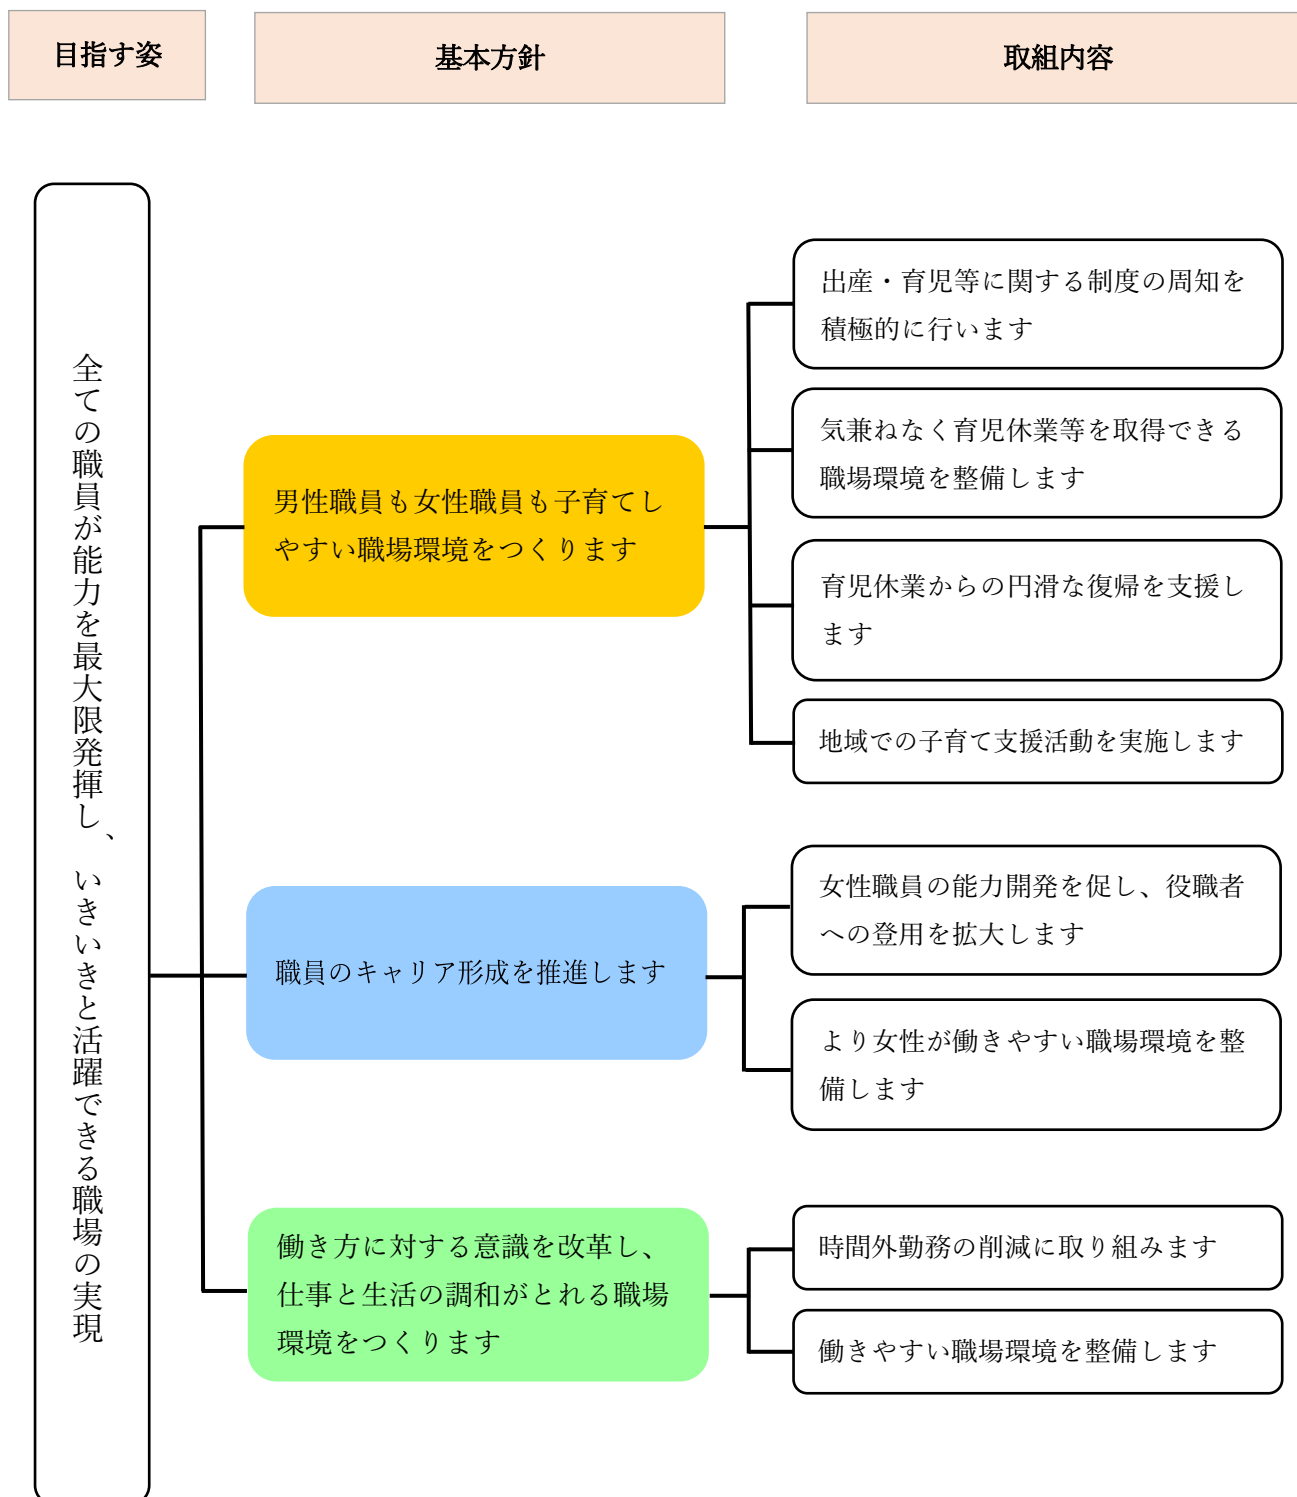 目指す姿
基本方針
取組内容
全ての職員が能力を最大限発揮し、いきいきと活躍できる職場の実現
男性職員も女性職員も子育てし
やすい職場環境をつくります
出産・育児等に関する制度の周知を
積極的に行います
気兼ねなく育児休業等を取得できる
職場環境を整備します
育児休業からの円滑な復帰を支援し
ます
地域での子育て支援活動を実施します
職員のキャリア形成を推進します
女性職員の能力開発を促し、役職者
への登用を拡大します
より女性が働きやすい職場環境を整
備します
働き方に対する意識を改革し、
仕事と生活の調和がとれる職場
環境をつくります
時間外勤務の削減に取り組みます
働きやすい職場環境を整備します